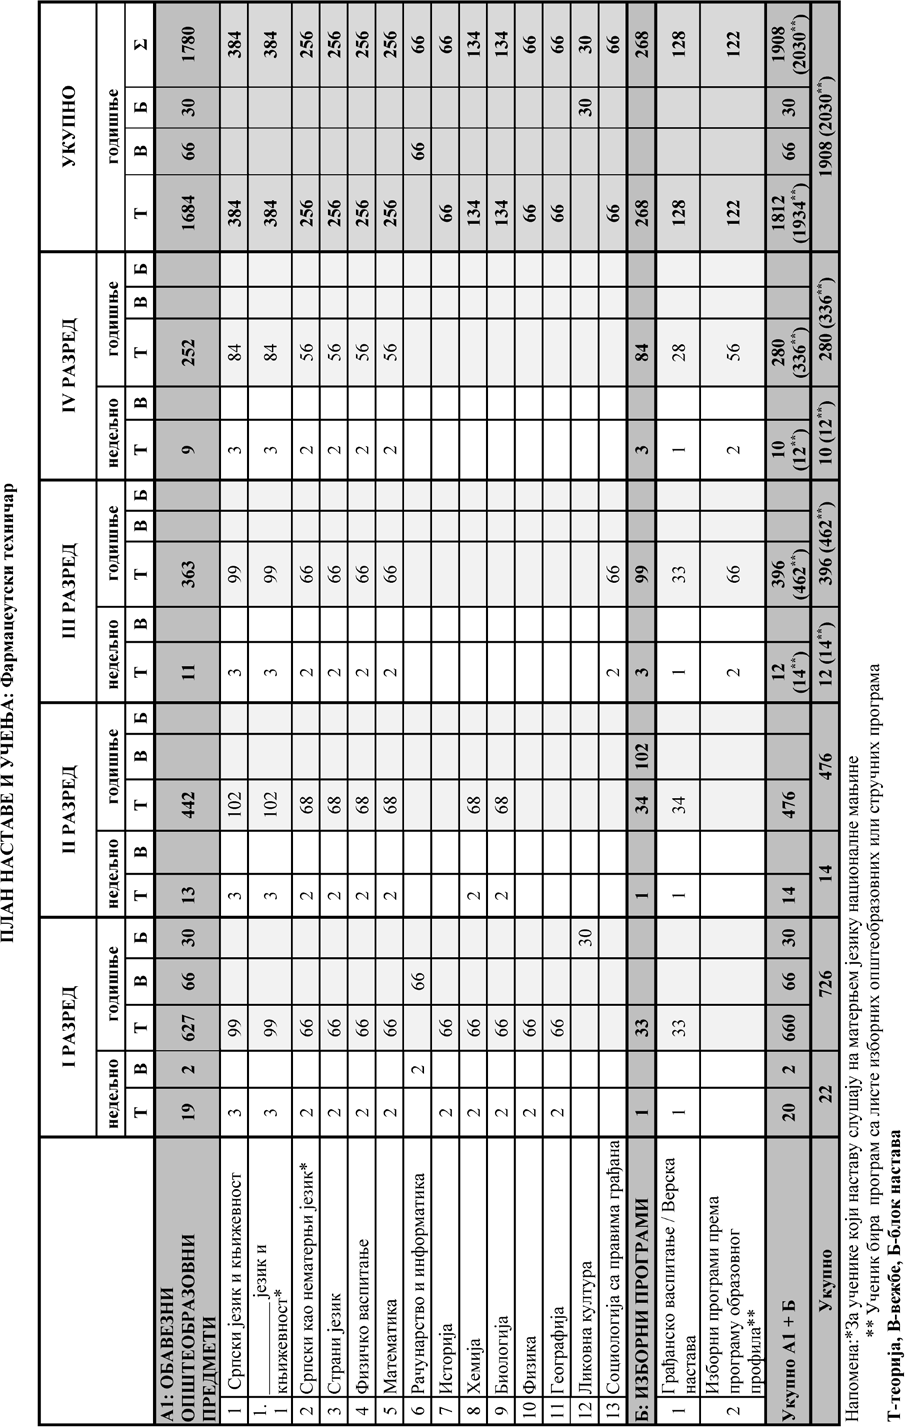 ПЛАН НАСТАВЕ И УЧЕЊА: Фармацеутски техничар
I РАЗРЕД II РАЗРЕД III РАЗРЕД IV РАЗРЕД УКУПНО
недељно годишње недељно годишње недељно годишње недељно годишње годишње
Т В Т В Б Т В Т В Б Т В Т В Б Т В Т В Б Т В Б Σ
А1: ОБАВЕЗНИ
ОПШТЕОБРАЗОВНИ
ПРЕДМЕТИ
19 2 627 66 30 13 442 11 363 9 252 1684 66 30 1780
1 Српски језик и књижевност 3 99 3 102 3 99 3 84 384 384
1.
1
_______ језик и
књижевност* 3 99 3 102 3 99 3 84 384 384
2 Српски као нематерњи језик* 2 66 2 68 2 66 2 56 256 256
3 Страни језик 2 66 2 68 2 66 2 56 256 256
4 Физичко васпитање 2 66 2 68 2 66 2 56 256 256
5 Математика 2 66 2 68 2 66 2 56 256 256
6 Рачунарство и информатика 2 66 66 66
7 Историја 2 66 66 66
8 Хемија 2 66 2 68 134 134
9 Биологија 2 66 2 68 134 134
10 Физика 2 66 66 66
11 Географија 2 66 66 66
12 Ликовна култура 30 30 30
13 Социологија са правима грађана 2 66 66 66
Б: ИЗБОРНИ ПРОГРАМИ 1 33 1 34 102 3 99 3 84 268 268
1 Грађанско васпитање / Верска
настава 1 33 1 34 1 33 1 28 128 128
2 Изборни програми према
програму образовног
профила** 2 66 2 56 122 122
Укупно А1 + Б 20 2 660 66 30 14 476 12
(14**) 396
(462**) 10
(12**) 280
(336**) 1812
(1934**) 66 30 1908
(2030**)
Укупно 22 726 14 476 12 (14**) 396 (462**) 10 (12**) 280 (336**) 1908 (2030**)
Напомена:*За ученике који наставу слушају на матерњем језику националне мањине
** Ученик бира програм са листе изборних општеобразовних или стручних програма
Т-теорија, В-вежбе, Б-блок настава